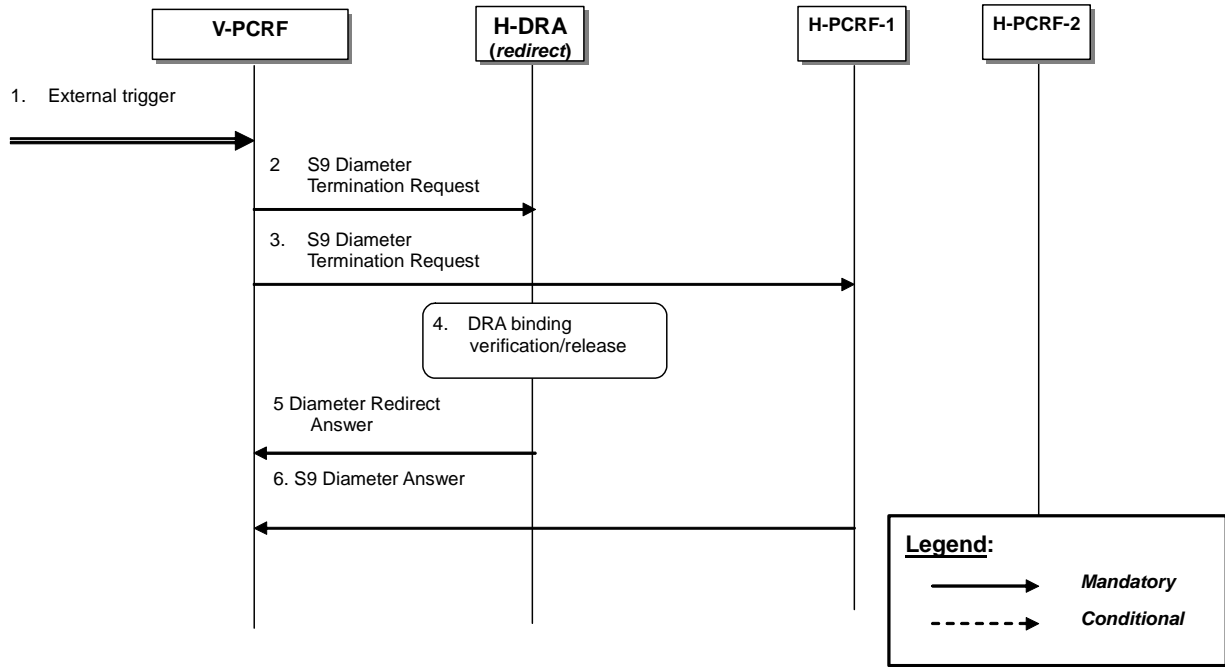 V-PCRF
H-DRA
(redirect)
H-PCRF-1
H-PCRF-2
1. External trigger
2 S9 Diameter
Termination Request
3. S9 Diameter
Termination Request
4. DRA binding
verification/release
5 Diameter Redirect
Answer
6. S9 Diameter Answer
Legend:
Mandatory
Conditional